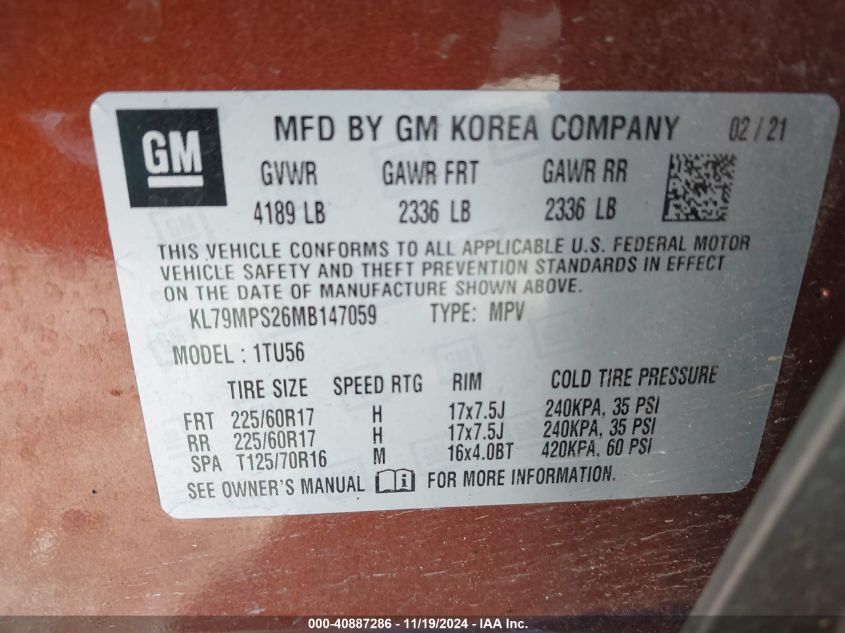 GM
MFD BY GM KOREA COMPANY 02/21
GVWR GAWR FRT GAWR RR
4189 LB 2336 LB 2336 LB
THIS VEHICLE CONFORMS TO ALL APPLICABLE U.S. FEDERAL MOTOR
VEHICLE SAFETY AND THEFT PREVENTION STANDARDS IN EFFECT
ON THE DATE OF MANUFACTURE SHOWN ABOVE.
KL79MPS26MB147059 TYPE: MPV
MODEL : 1TU56
TIRE SIZE SPEED RTG RIM COLD TIRE PRESSURE
FRT 225/60R17 H 17x7.5J 240KPA, 35 PSI
RR 225/60R17 H 17x7.5J 240KPA, 35 PSI
SPA T125/70R16 M 16x4.0BT 420KPA, 60 PSI
SEE OWNER'S MANUAL FOR MORE INFORMATION.
000-40887286 - 11/19/2024 - IAA Inc.